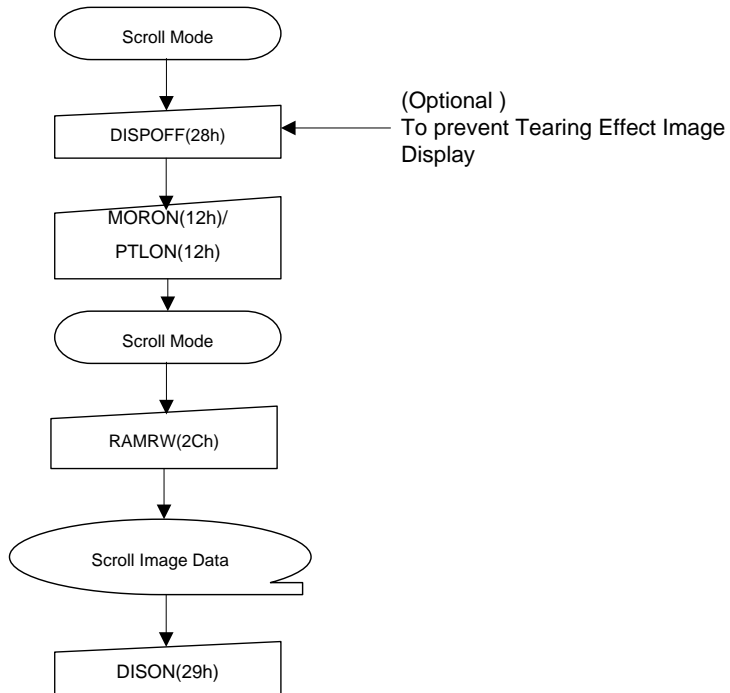 Scroll Mode
(Optional )
DISPOFF(28h)
To prevent Tearing Effect Image
Display
MORON(12h)/
PTLON(12h)
Scroll Mode
RAMRW(2Ch)
Scroll Image Data
DISON(29h)